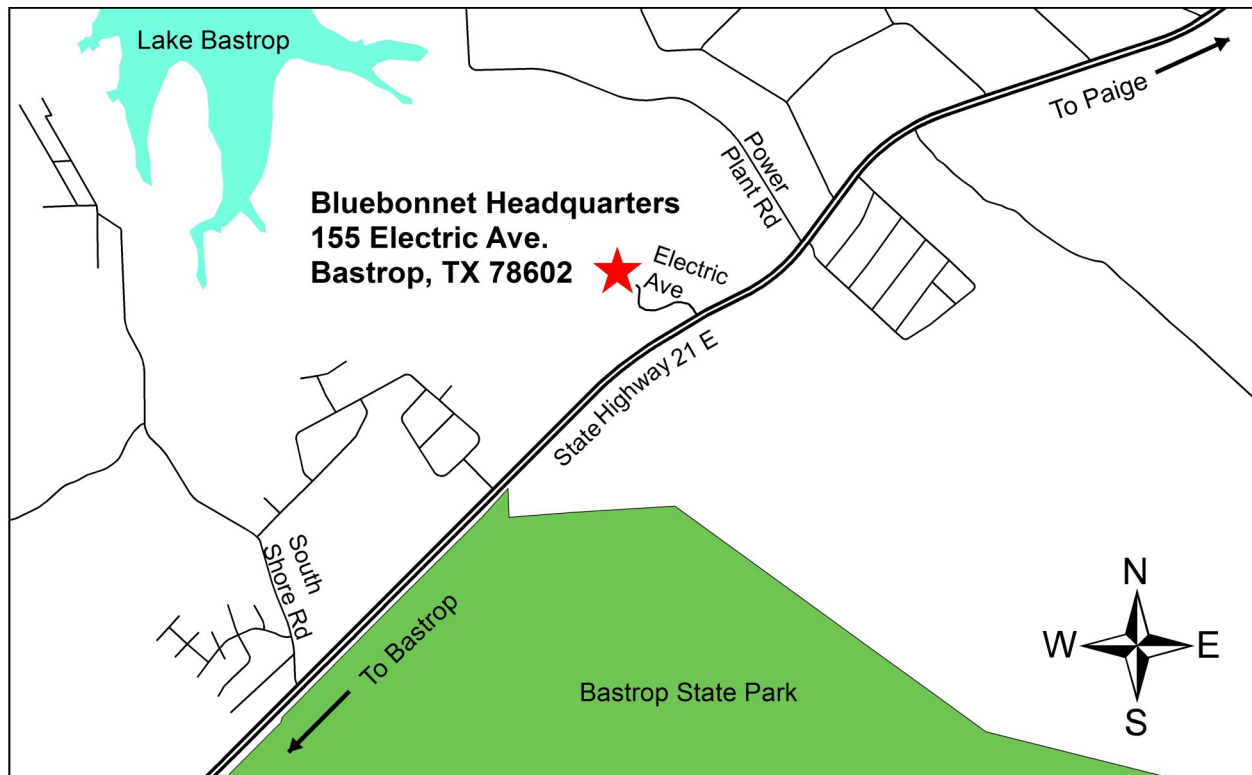 Lake Bastrop
To Paige
Power
Plant Rd
Bluebonnet Headquarters
155 Electric Ave.
Bastrop, TX 78602
Electric
Ave
State Highway 21 E
South
Shore Rd
To Bastrop
Bastrop State Park
N
W E
S